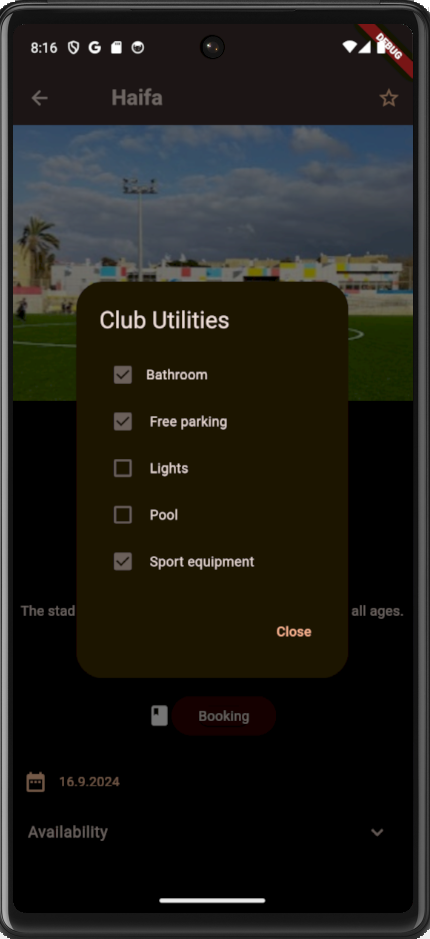 8:16
DEBUG
Haifa
Club Utilities
Bathroom
Free parking
Lights
Pool
Sport equipment
The stad all ages.
Close
Booking
16.9.2024
Availability